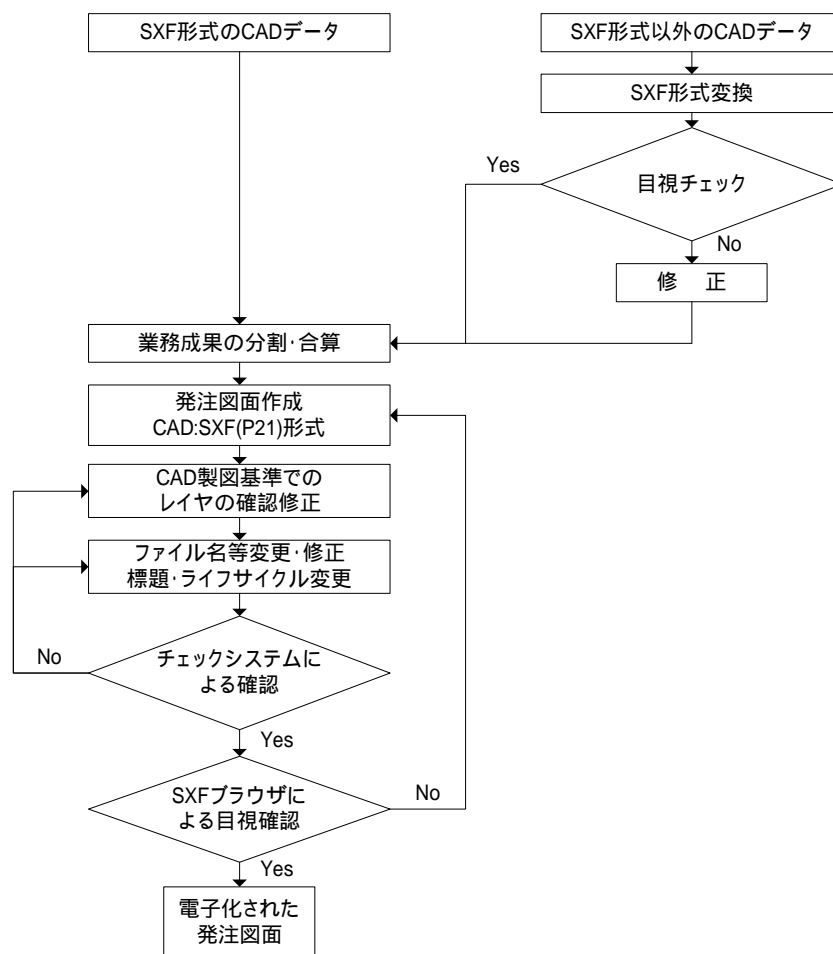 SXF形式のCADデータ
SXF形式以外のCADデータ
SXF形式変換
Yes
目視チェック
No
修 正
業務成果の分割･合算
発注図面作成
CAD:SXF(P21)形式
CAD製図基準での
レイヤの確認修正
ファイル名等変更･修正
標題･ライフサイクル変更
No
チェックシステムに
よる確認
Yes
SXFブラウザに
よる目視確認
No
Yes
電子化された
発注図面